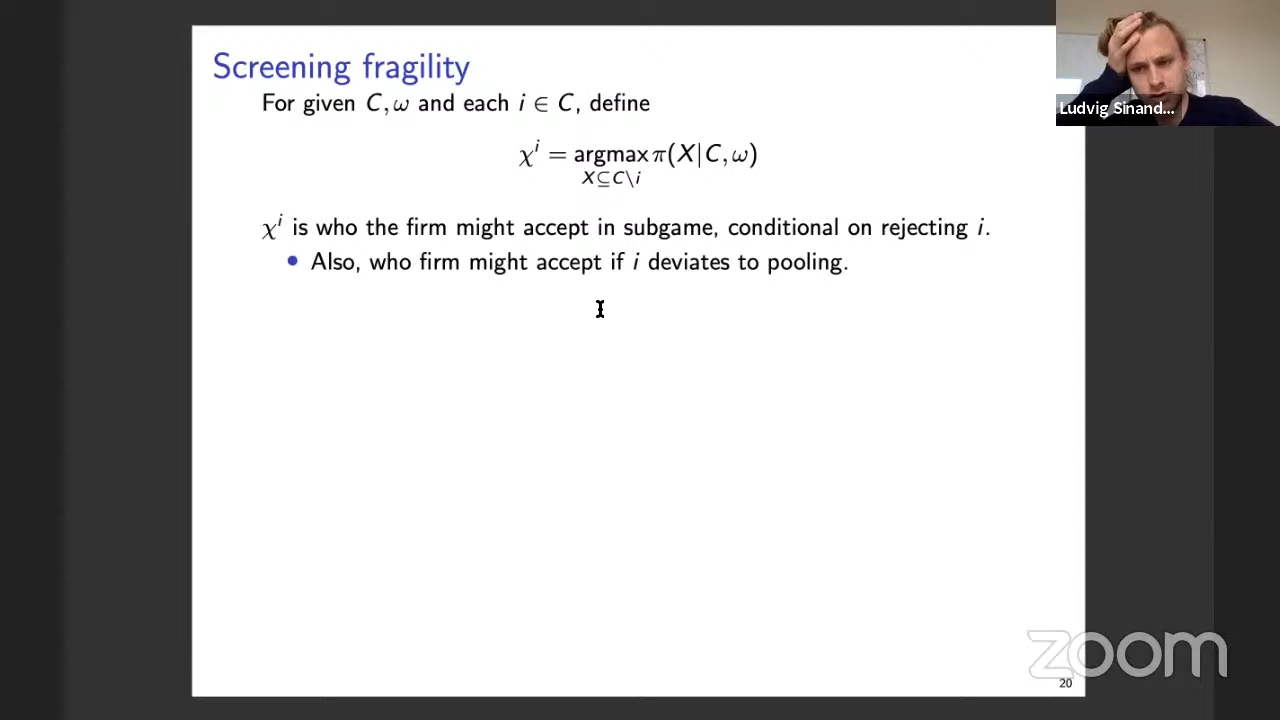 Screening fragility
For given C, ω and each i ∈ C, define
χ^i = argmax π(X|C, ω)
X⊆C\i
χ^i is who the firm might accept in subgame, conditional on rejecting i.
• Also, who firm might accept if i deviates to pooling.
Ludvig Sinand...
zoom
20